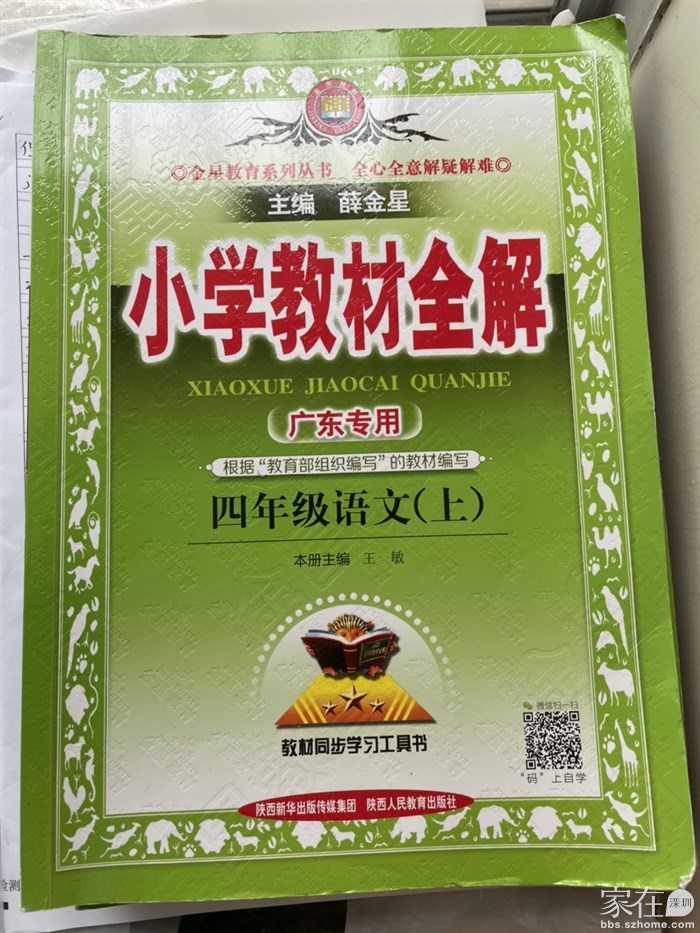 ◎金星教育系列丛书 全心全意解疑解难◎
主编 薛金星
小学教材全解
XIAOXUE JIAOCAI QUANJIE
广东专用
根据“教育部组织编写”的教材编写
四年级语文(上)
本册主编 王 敏
教材同步学习工具书
微信扫一扫
“码”上自学
陕西新华出版传媒集团 陕西人民教育出版社
检测
家在深圳
bbs.szhome.com